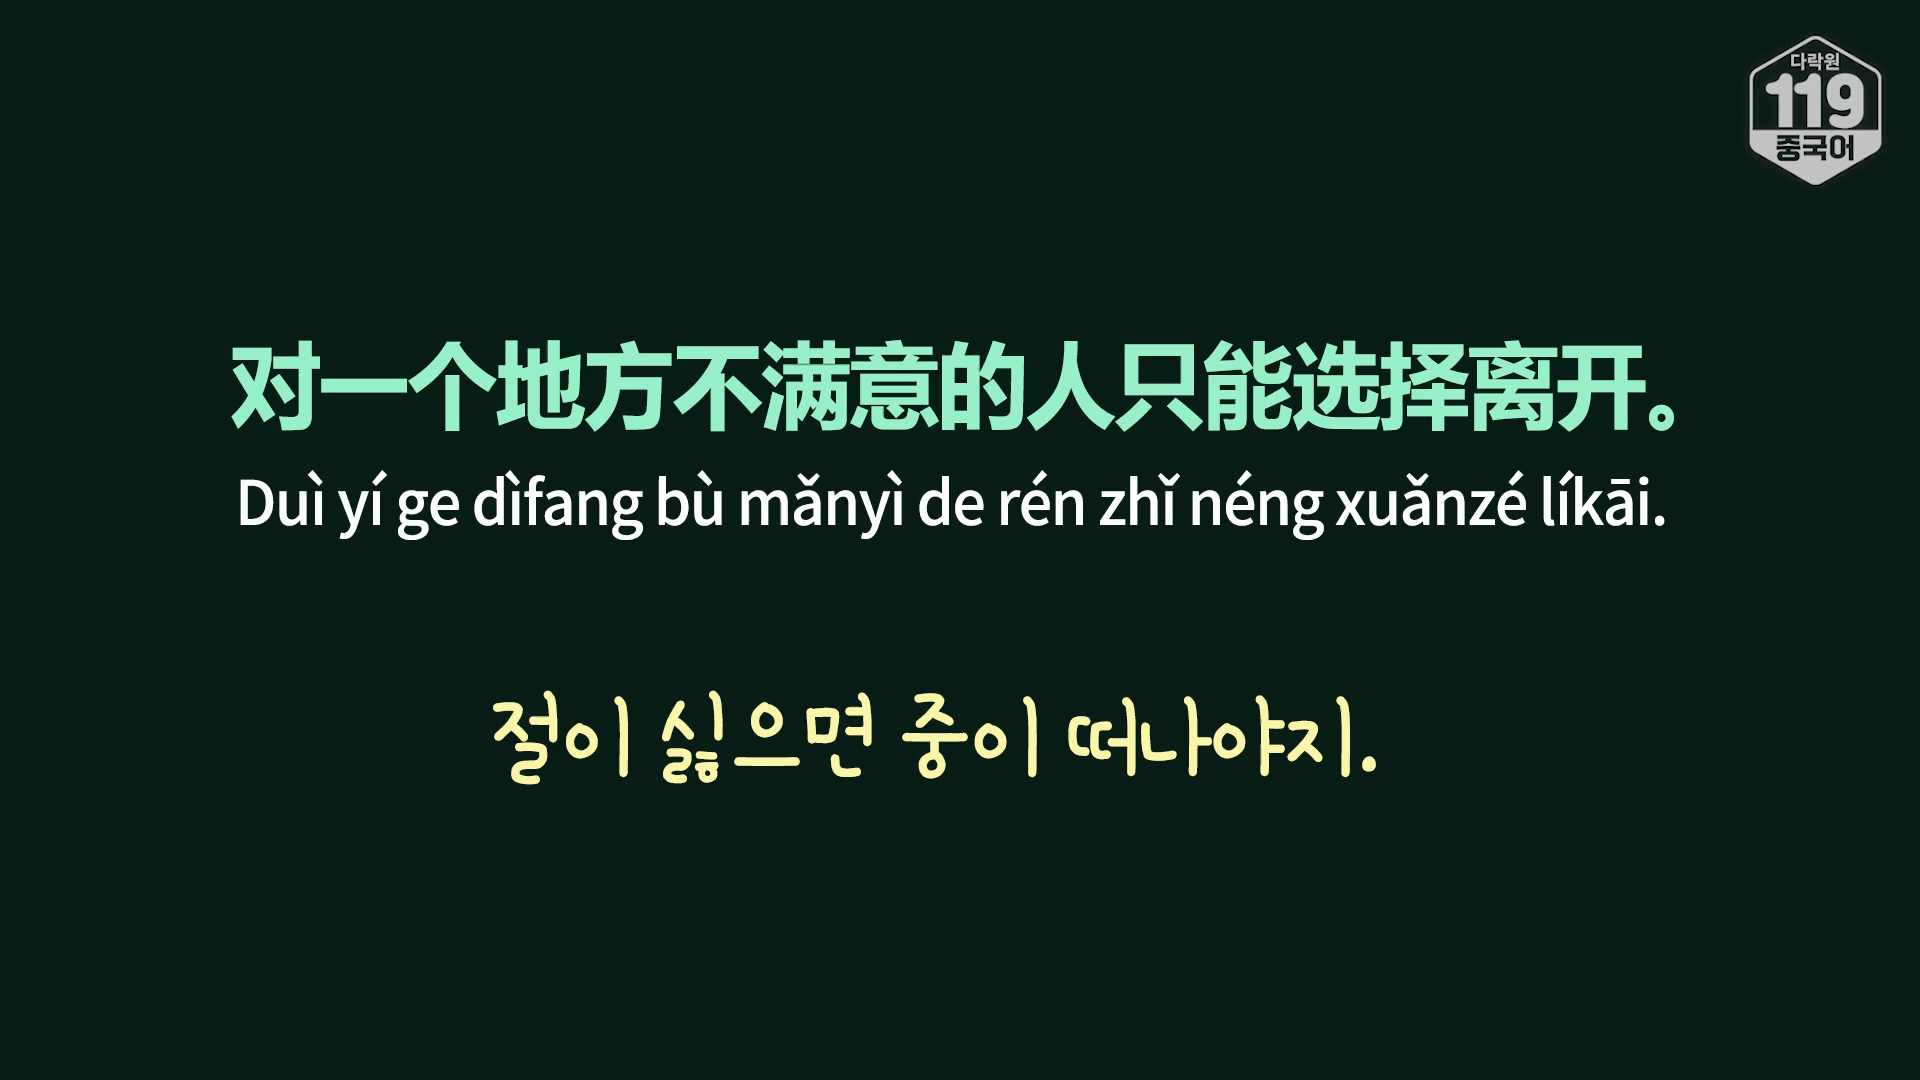 다락원
119
중국어
对一个地方不满意的人只能选择离开。
Duì yí ge dìfang bù mǎnyì de rén zhǐ néng xuǎnzé líkāi.
절이 싫으면 중이 떠나야지.